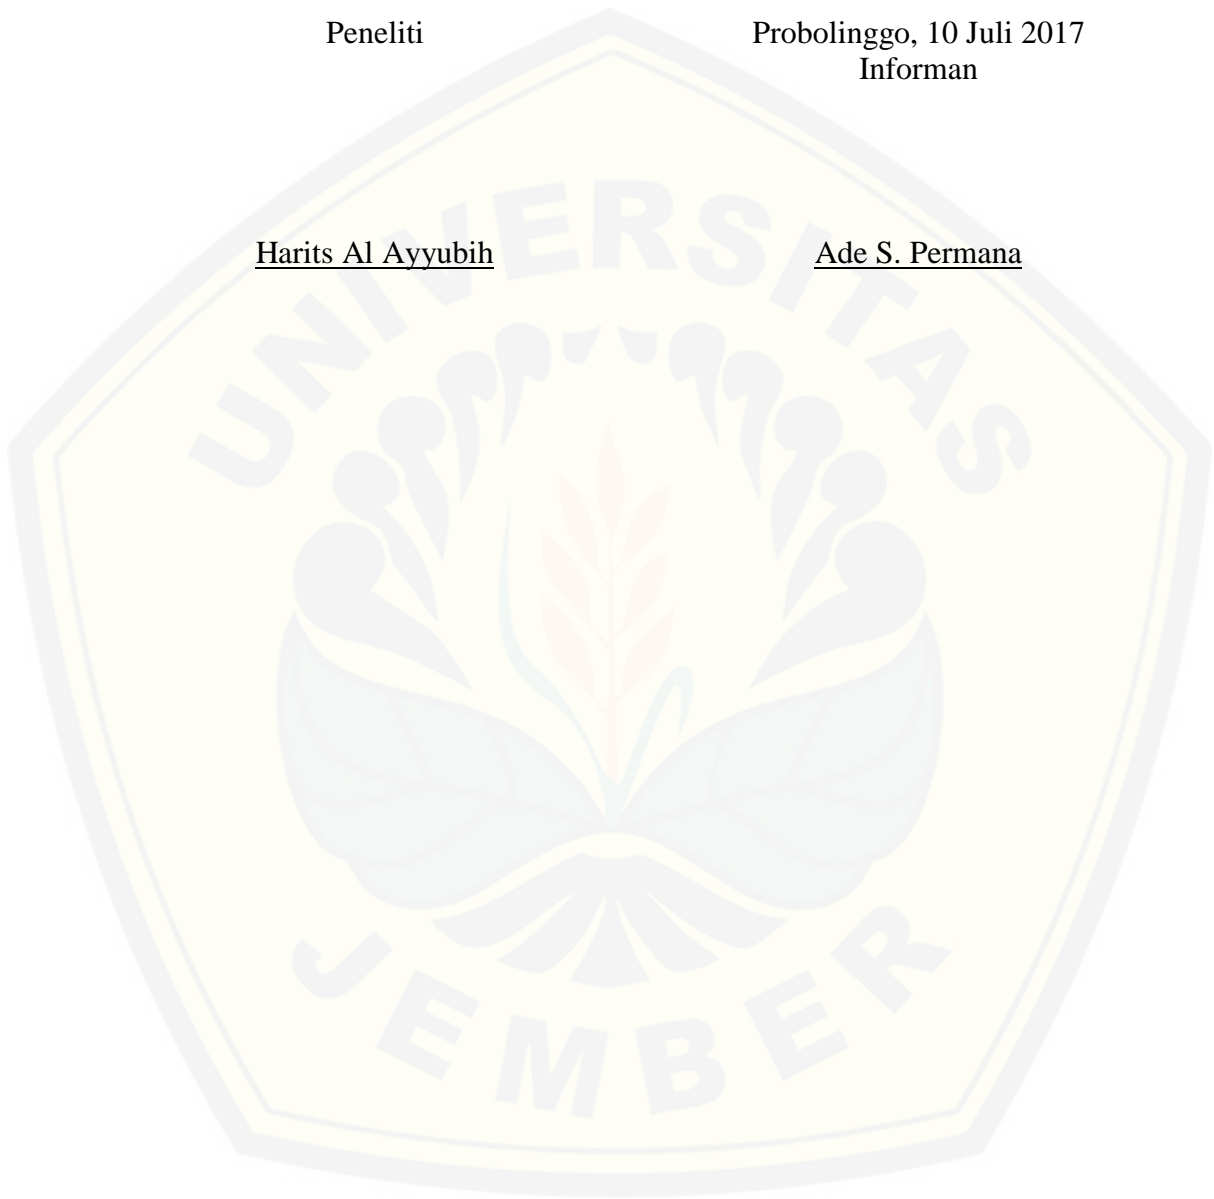 Peneliti
Probolinggo, 10 Juli 2017
Informan
Harits Al Ayyubih
Ade S. Permana
UNIVERSITAS
JEMBER